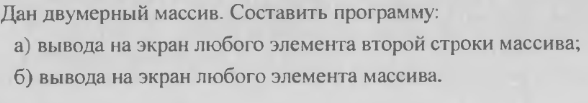 Дан двумерный массив. Составить программу:
а) вывода на экран любого элемента второй строки массива;
б) вывода на экран любого элемента массива.